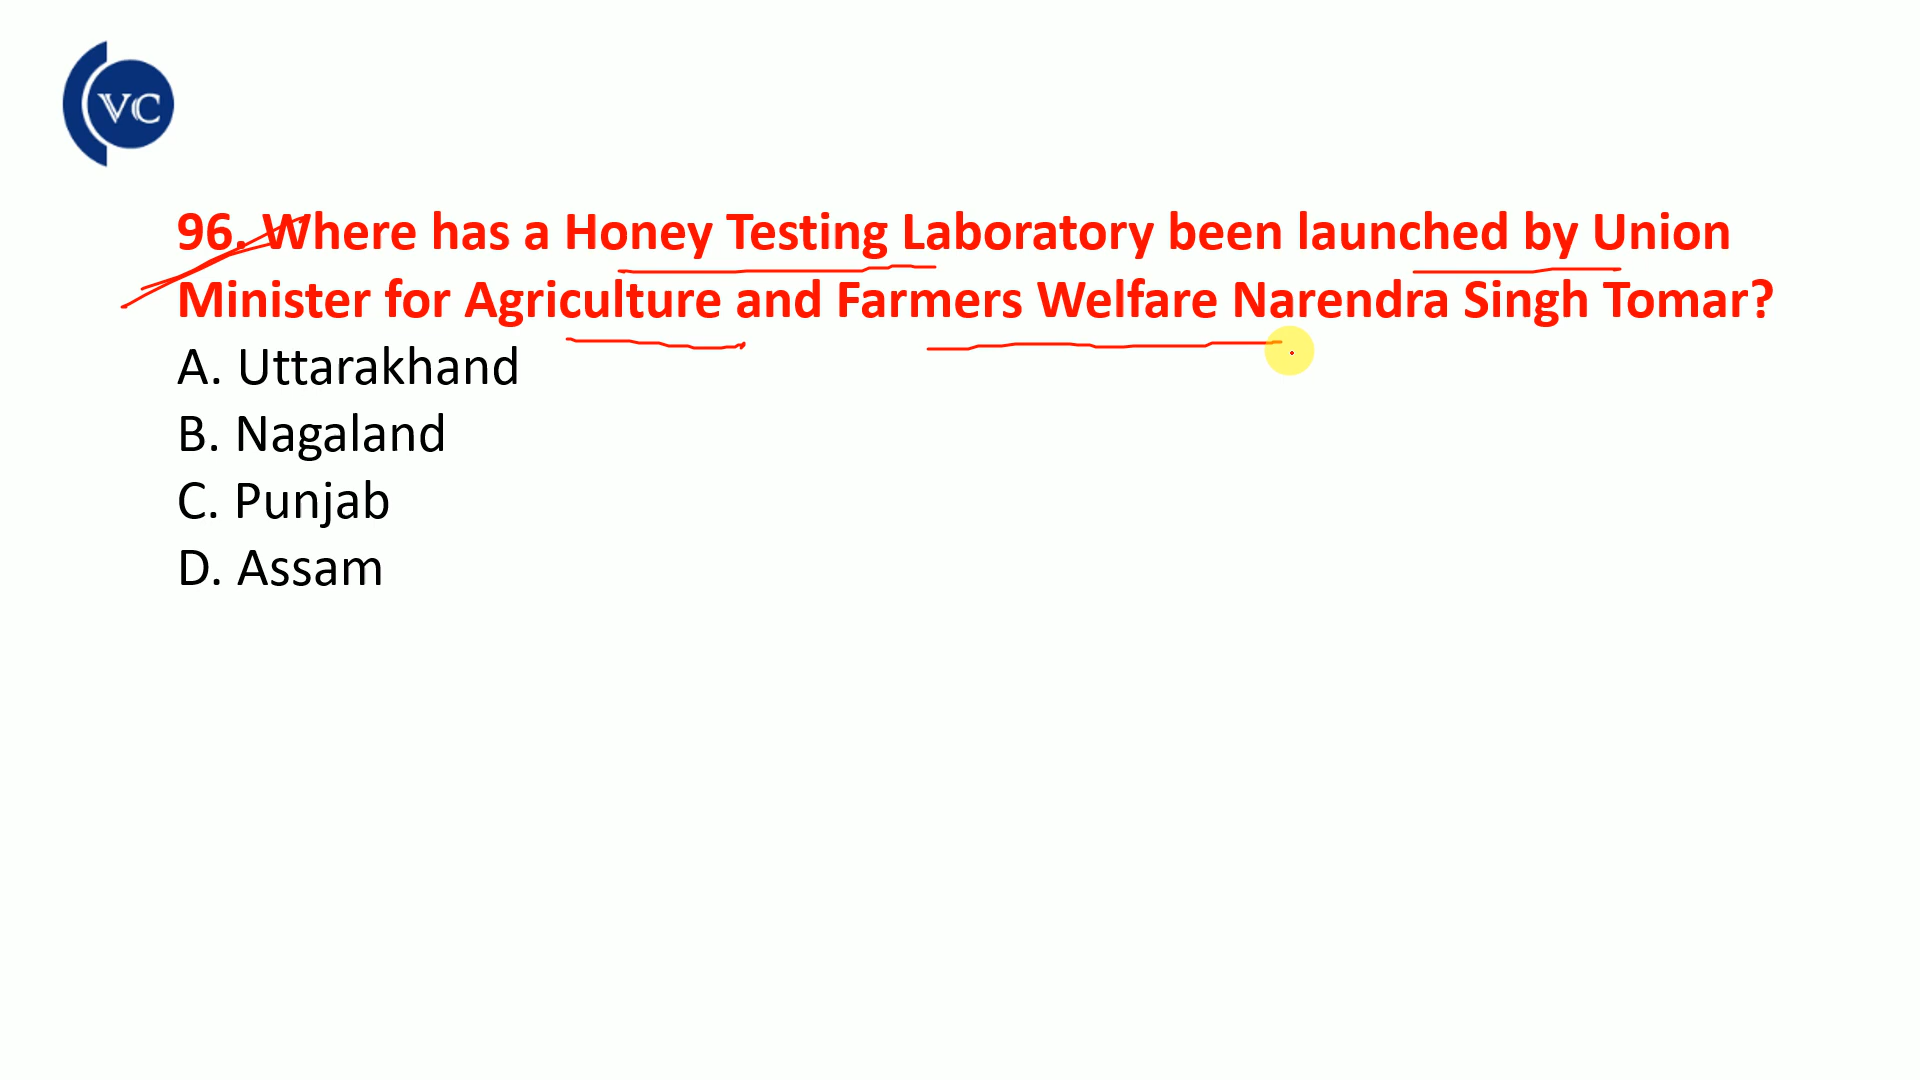 VC
96. Where has a Honey Testing Laboratory been launched by Union
Minister for Agriculture and Farmers Welfare Narendra Singh Tomar?
A. Uttarakhand
B. Nagaland
C. Punjab
D. Assam